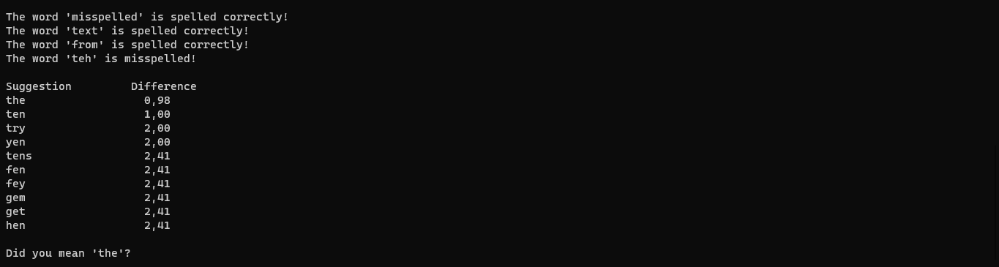 The word 'misspelled' is spelled correctly!
The word 'text' is spelled correctly!
The word 'from' is spelled correctly!
The word 'teh' is misspelled!
Suggestion Difference
the 0,98
ten 1,00
try 2,00
yen 2,00
tens 2,41
fen 2,41
fey 2,41
gem 2,41
get 2,41
hen 2,41
Did you mean 'the'?